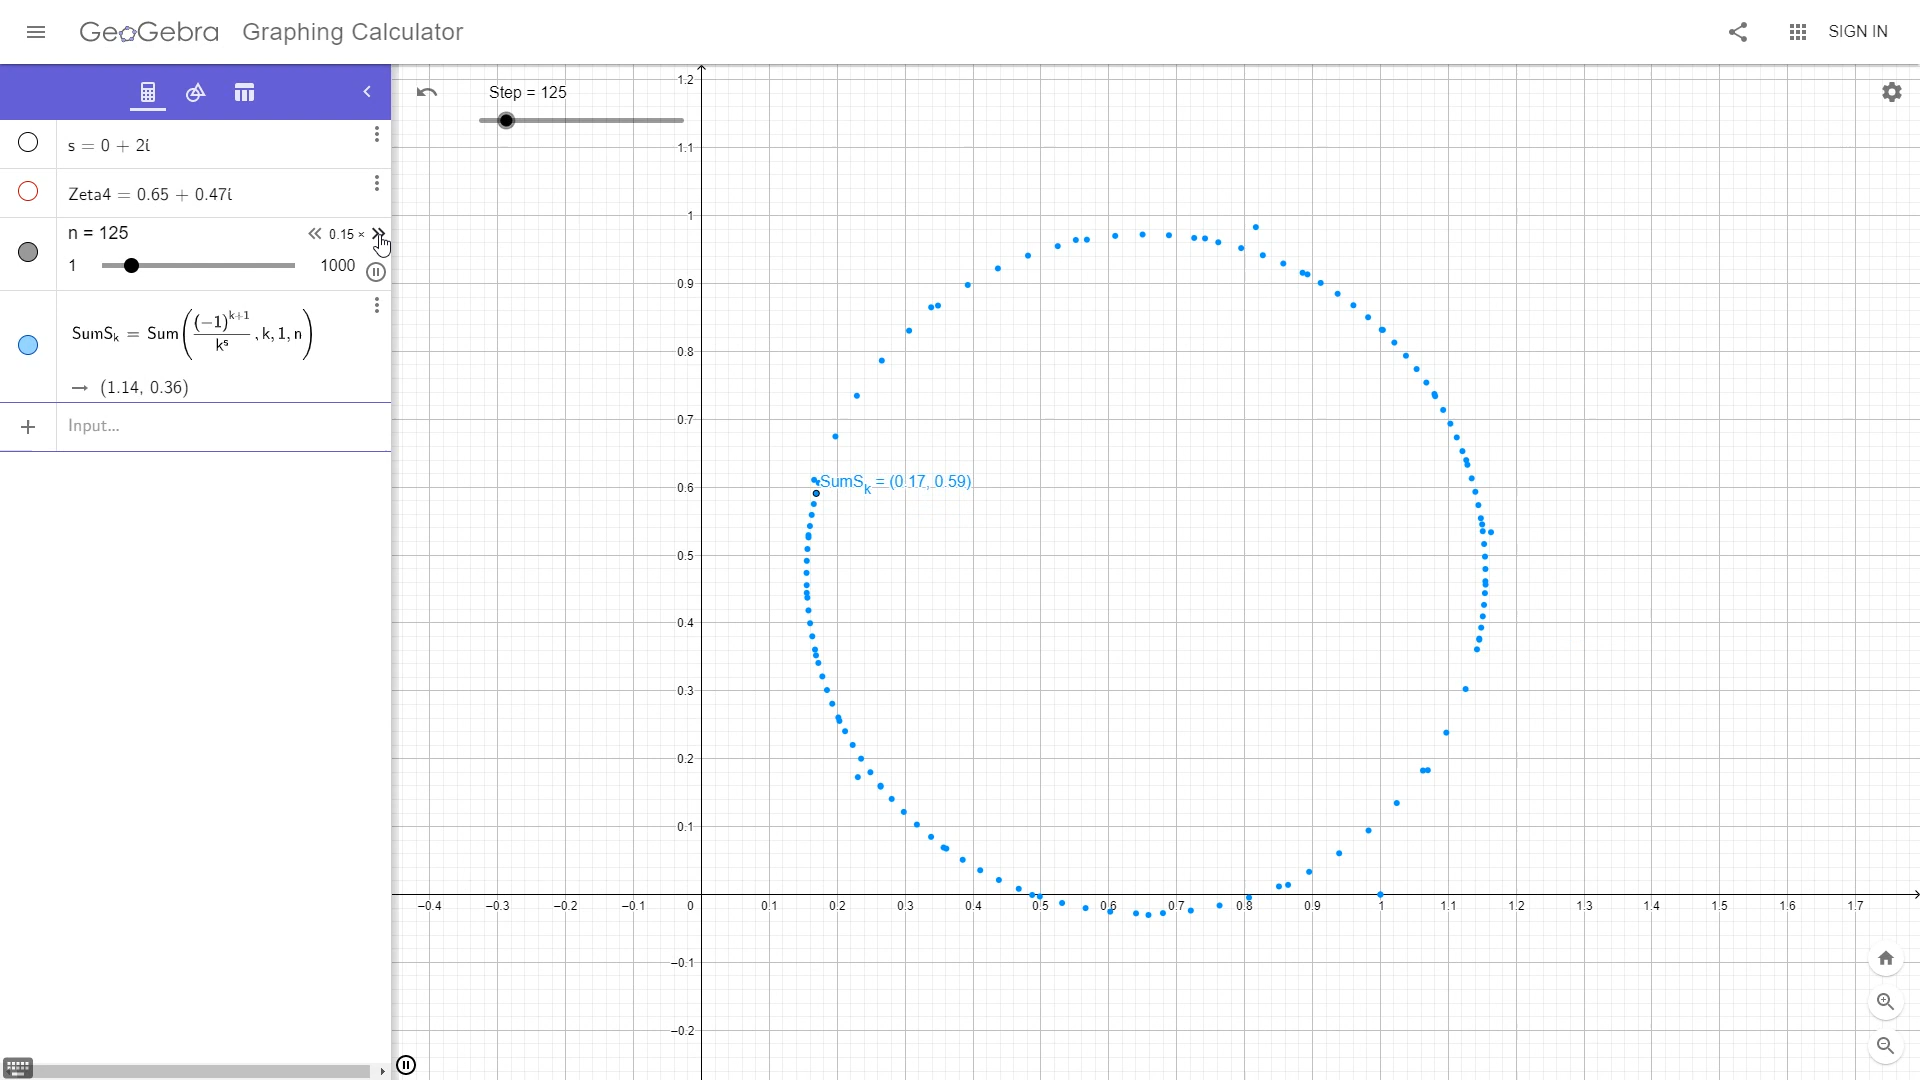 GeoGebra Graphing Calculator
SIGN IN
s = 0 + 2i
Zeta4 = 0.65 + 0.47i
n = 125
0.15 ×
1
1000
SumSₖ = Sum((-1)^(k+1)/k^s , k, 1, n)
→ (1.14, 0.36)
Input...
Step = 125
1.2
1.1
1
0.9
0.8
0.7
SumSₖ = (0.17, 0.59)
0.6
0.5
0.4
0.3
0.2
0.1
−0.4 −0.3 −0.2 −0.1 0 0.1 0.2 0.3 0.4 0.5 0.6 0.7 0.8 0.9 1 1.1 1.2 1.3 1.4 1.5 1.6 1.7
−0.1
−0.2